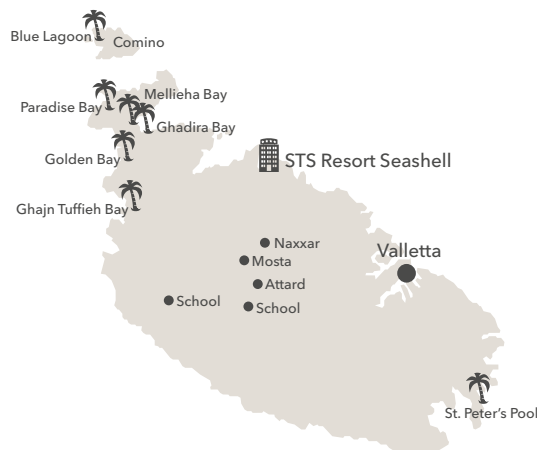 Blue Lagoon
Comino
Mellieha Bay
Paradise Bay
Ghadira Bay
Golden Bay
STS Resort Seashell
Ghajn Tuffieh Bay
Naxxar
Valletta
Mosta
Attard
School
School
St. Peter's Pool